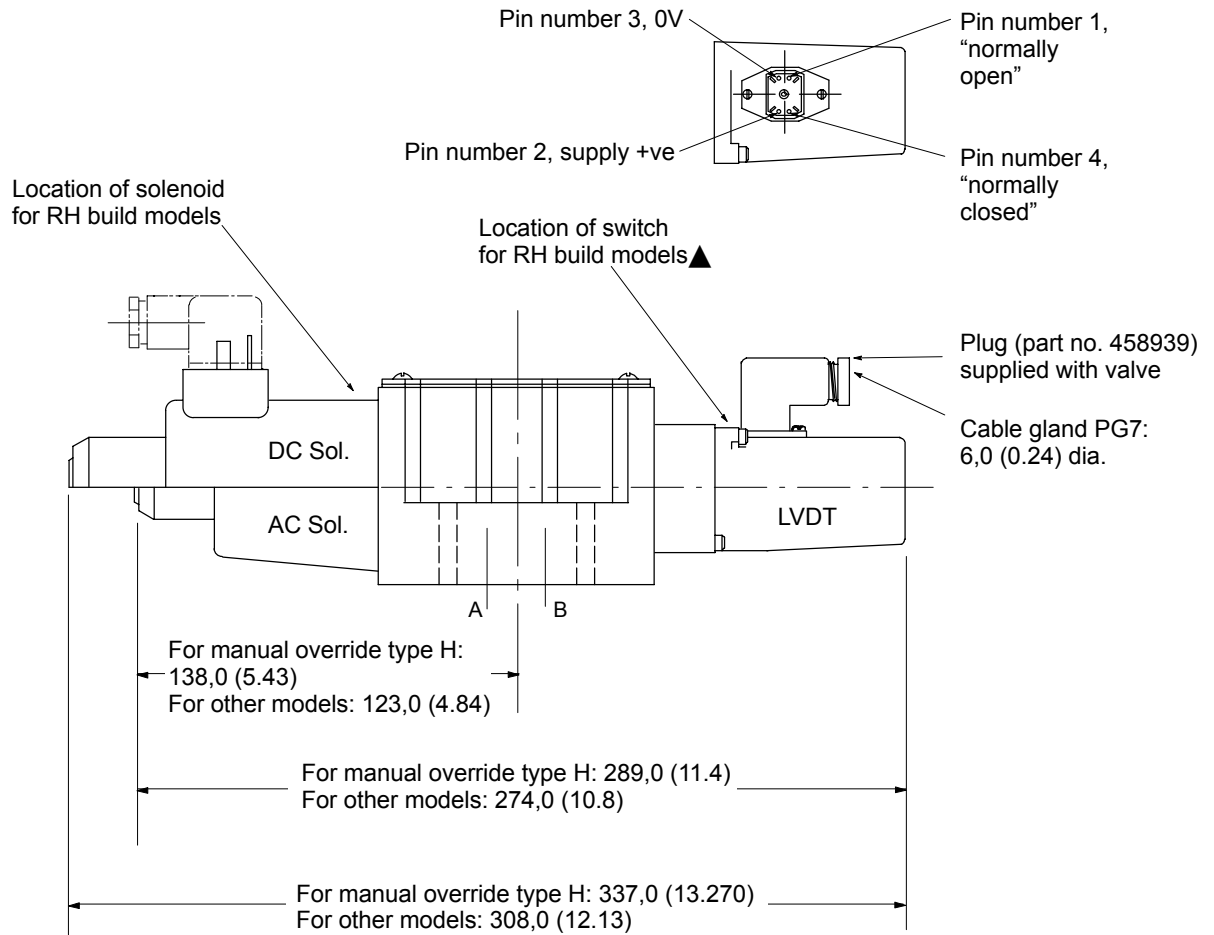 Pin number 3, 0V
Pin number 1,
“normally
open”
Pin number 2, supply +ve
Pin number 4,
“normally
closed”
Location of solenoid
for RH build models
Location of switch
for RH build models▲
Plug (part no. 458939)
supplied with valve
Cable gland PG7:
6,0 (0.24) dia.
DC Sol.
AC Sol.
LVDT
A
B
For manual override type H:
138,0 (5.43)
For other models: 123,0 (4.84)
For manual override type H: 289,0 (11.4)
For other models: 274,0 (10.8)
For manual override type H: 337,0 (13.270)
For other models: 308,0 (12.13)